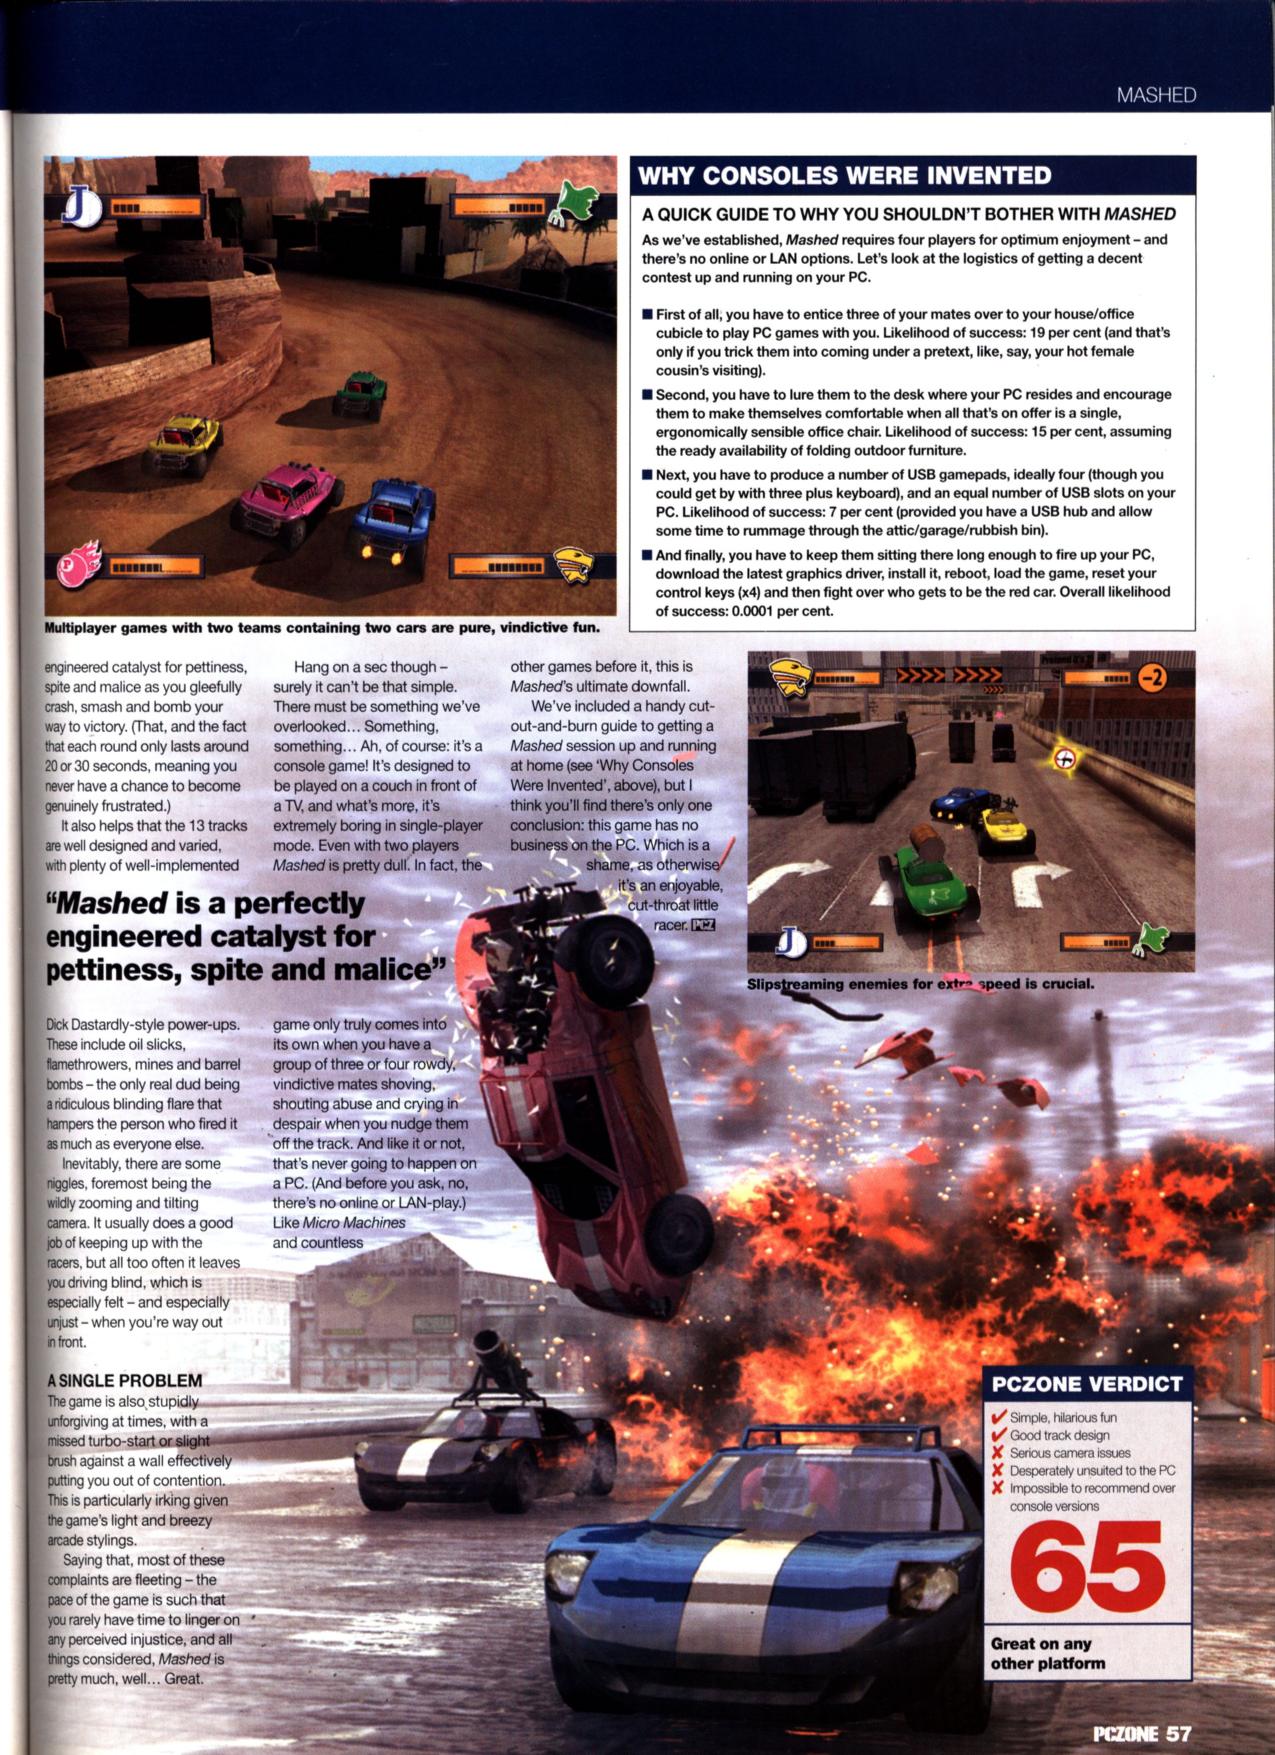 MASHED
J
P
Multiplayer games with two teams containing two cars are pure, vindictive fun.
WHY CONSOLES WERE INVENTED
A QUICK GUIDE TO WHY YOU SHOULDN'T BOTHER WITH MASHED
As we've established, Mashed requires four players for optimum enjoyment – and
there's no online or LAN options. Let's look at the logistics of getting a decent
contest up and running on your PC.
■ First of all, you have to entice three of your mates over to your house/office
cubicle to play PC games with you. Likelihood of success: 19 per cent (and that's
only if you trick them into coming under a pretext, like, say, your hot female
cousin's visiting).
■ Second, you have to lure them to the desk where your PC resides and encourage
them to make themselves comfortable when all that's on offer is a single,
ergonomically sensible office chair. Likelihood of success: 15 per cent, assuming
the ready availability of folding outdoor furniture.
■ Next, you have to produce a number of USB gamepads, ideally four (though you
could get by with three plus keyboard), and an equal number of USB slots on your
PC. Likelihood of success: 7 per cent (provided you have a USB hub and allow
some time to rummage through the attic/garage/rubbish bin).
■ And finally, you have to keep them sitting there long enough to fire up your PC,
download the latest graphics driver, install it, reboot, load the game, reset your
control keys (x4) and then fight over who gets to be the red car. Overall likelihood
of success: 0.0001 per cent.
engineered catalyst for pettiness,
spite and malice as you gleefully
crash, smash and bomb your
way to victory. (That, and the fact
that each round only lasts around
20 or 30 seconds, meaning you
never have a chance to become
genuinely frustrated.)
It also helps that the 13 tracks
are well designed and varied,
with plenty of well-implemented
"Mashed is a perfectly
engineered catalyst for
pettiness, spite and malice"
Dick Dastardly-style power-ups.
These include oil slicks,
flamethrowers, mines and barrel
bombs – the only real dud being
a ridiculous blinding flare that
hampers the person who fired it
as much as everyone else.
Inevitably, there are some
niggles, foremost being the
wildly zooming and tilting
camera. It usually does a good
job of keeping up with the
racers, but all too often it leaves
you driving blind, which is
especially felt – and especially
unjust – when you're way out
in front.
A SINGLE PROBLEM
The game is also stupidly
unforgiving at times, with a
missed turbo-start or slight
brush against a wall effectively
putting you out of contention.
This is particularly irking given
the game's light and breezy
arcade stylings.
Saying that, most of these
complaints are fleeting – the
pace of the game is such that
you rarely have time to linger on
any perceived injustice, and all
things considered, Mashed is
pretty much, well... Great.
Hang on a sec though –
surely it can't be that simple.
There must be something we've
overlooked... Something,
something... Ah, of course: it's a
console game! It's designed to
be played on a couch in front of
a TV, and what's more, it's
extremely boring in single-player
mode. Even with two players
Mashed is pretty dull. In fact, the
game only truly comes into
its own when you have a
group of three or four rowdy,
vindictive mates shoving,
shouting abuse and crying in
despair when you nudge them
off the track. And like it or not,
that's never going to happen on
a PC. (And before you ask, no,
there's no online or LAN-play.)
Like Micro Machines
and countless
other games before it, this is
Mashed's ultimate downfall.
We've included a handy cut-
out-and-burn guide to getting a
Mashed session up and running
at home (see 'Why Consoles
Were Invented', above), but I
think you'll find there's only one
conclusion: this game has no
business on the PC. Which is a
shame, as otherwise
it's an enjoyable,
cut-throat little
racer. PCZ
-2
J
Slipstreaming enemies for extra speed is crucial.
PCZONE VERDICT
✓ Simple, hilarious fun
✓ Good track design
✗ Serious camera issues
✗ Desperately unsuited to the PC
✗ Impossible to recommend over
console versions
65
Great on any
other platform
PCZONE 57